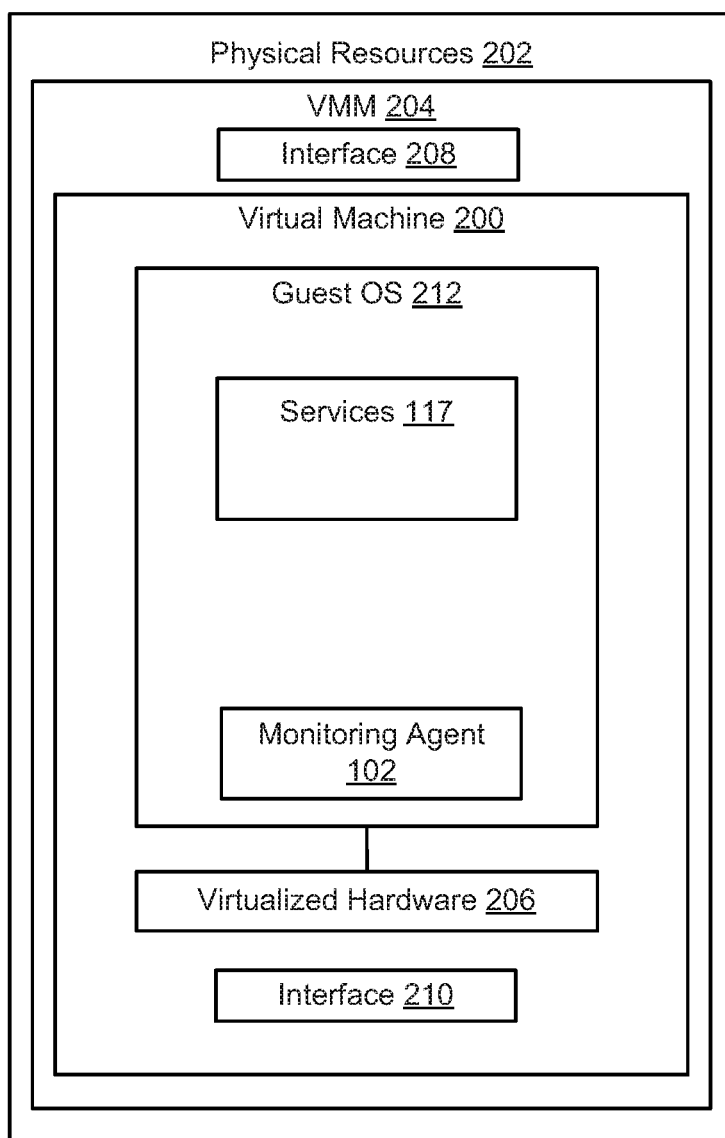 Physical Resources 202
VMM 204
Interface 208
Virtual Machine 200
Guest OS 212
Services 117
Monitoring Agent
102
Virtualized Hardware 206
Interface 210